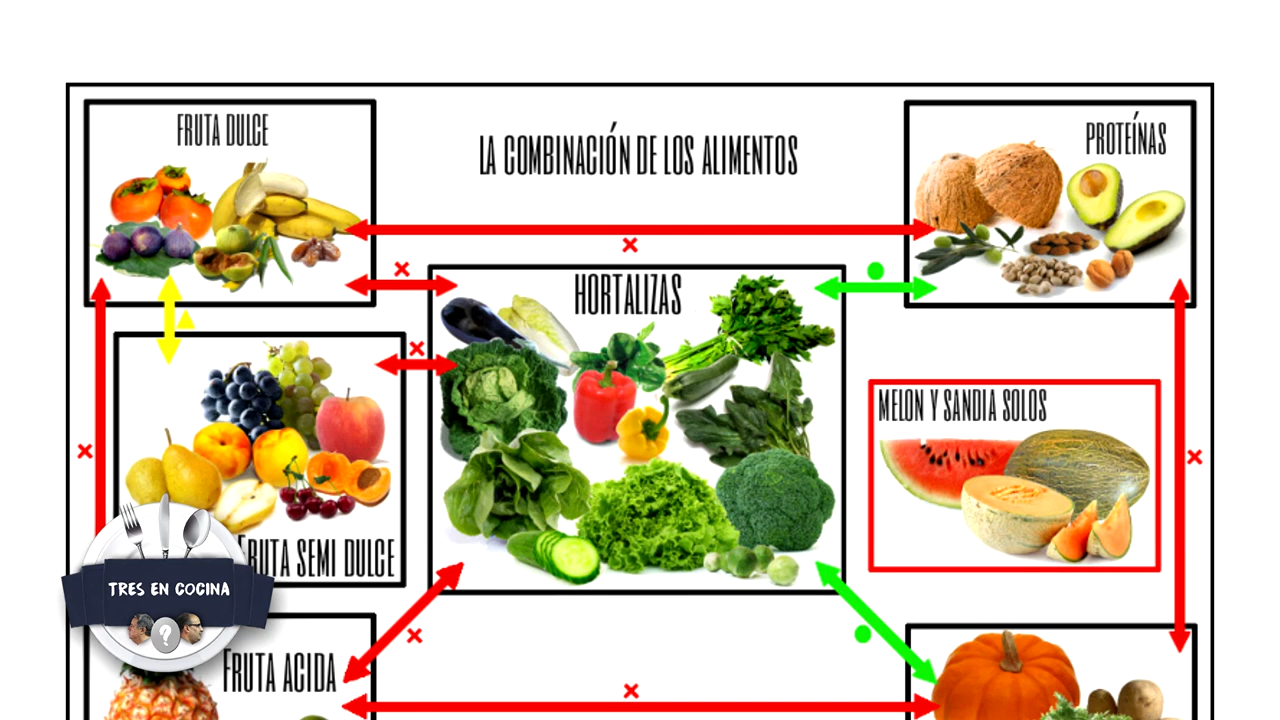 FRUTA DULCE
LA COMBINACIÓN DE LOS ALIMENTOS
PROTEÍNAS
HORTALIZAS
MELON Y SANDIA SOLOS
FRUTA SEMI DULCE
TRES EN COCINA
?
FRUTA ACIDA